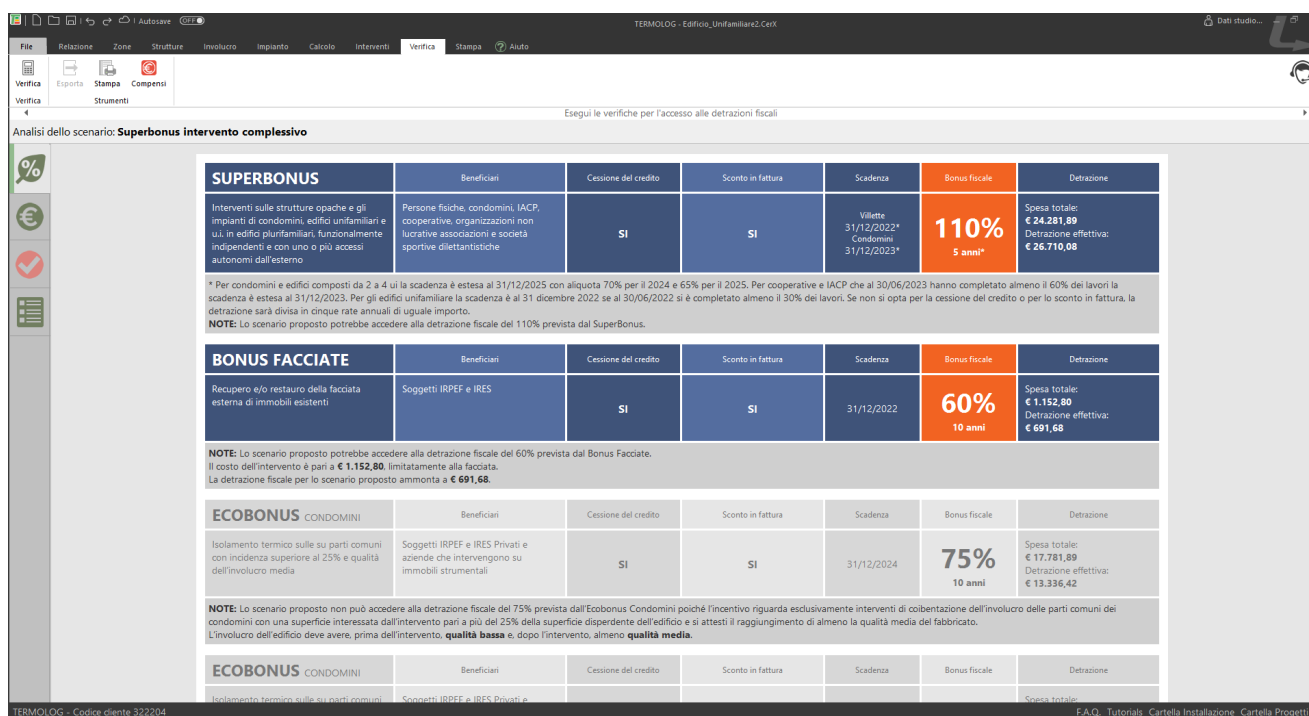 Autosave OFF
TERMOLOG - Edificio_Unifamiliare2.CerX
Dati studio...
File Relazione Zone Strutture Involucro Impianto Calcolo Interventi Verifica Stampa Aiuto
Verifica Esporta Stampa Compensi
Verifica Strumenti
Esegui le verifiche per l'accesso alle detrazioni fiscali
Analisi dello scenario: Superbonus intervento complessivo
SUPERBONUS
Beneficiari
Cessione del credito
Sconto in fattura
Scadenza
Bonus fiscale
Detrazione
Interventi sulle strutture opache e gli
impianti di condomini, edifici unifamiliari e
u.i. in edifici plurifamiliari, funzionalmente
indipendenti e con uno o più accessi
autonomi dall'esterno
Persone fisiche, condomini, IACP,
cooperative, organizzazioni non
lucrative associazioni e società
sportive dilettantistiche
SI
SI
Villette
31/12/2022*
Condomini
31/12/2023*
110%
5 anni*
Spesa totale:
€ 24.281,89
Detrazione effettiva:
€ 26.710,08
* Per condomini e edifici composti da 2 a 4 ui la scadenza è estesa al 31/12/2025 con aliquota 70% per il 2024 e 65% per il 2025. Per cooperative e IACP che al 30/06/2023 hanno completato almeno il 60% dei lavori la
scadenza è estesa al 31/12/2023. Per gli edifici unifamiliare la scadenza è al 31 dicembre 2022 se al 30/06/2022 si è completato almeno il 30% dei lavori. Se non si opta per la cessione del credito o per lo sconto in fattura, la
detrazione sarà divisa in cinque rate annuali di uguale importo.
NOTE: Lo scenario proposto potrebbe accedere alla detrazione fiscale del 110% prevista dal SuperBonus.
BONUS FACCIATE
Beneficiari
Cessione del credito
Sconto in fattura
Scadenza
Bonus fiscale
Detrazione
Recupero e/o restauro della facciata
esterna di immobili esistenti
Soggetti IRPEF e IRES
SI
SI
31/12/2022
60%
10 anni
Spesa totale:
€ 1.152,80
Detrazione effettiva:
€ 691,68
NOTE: Lo scenario proposto potrebbe accedere alla detrazione fiscale del 60% prevista dal Bonus Facciate.
Il costo dell'intervento è pari a € 1.152,80, limitatamente alla facciata.
La detrazione fiscale per lo scenario proposto ammonta a € 691,68.
ECOBONUS CONDOMINI
Beneficiari
Cessione del credito
Sconto in fattura
Scadenza
Bonus fiscale
Detrazione
Isolamento termico sulle su parti comuni
con incidenza superiore al 25% e qualità
dell'involucro media
Soggetti IRPEF e IRES Privati e
aziende che intervengono su
immobili strumentali
SI
SI
31/12/2024
75%
10 anni
Spesa totale:
€ 17.781,89
Detrazione effettiva:
€ 13.336,42
NOTE: Lo scenario proposto non può accedere alla detrazione fiscale del 75% prevista dall'Ecobonus Condomini poiché l'incentivo riguarda esclusivamente interventi di coibentazione dell'involucro delle parti comuni dei
condomini con una superficie interessata dall'intervento pari a più del 25% della superficie disperdente dell'edificio e si attesti il raggiungimento di almeno la qualità media del fabbricato.
L'involucro dell'edificio deve avere, prima dell'intervento, qualità bassa e, dopo l'intervento, almeno qualità media.
ECOBONUS CONDOMINI
Beneficiari
Cessione del credito
Sconto in fattura
Scadenza
Bonus fiscale
Detrazione
Isolamento termico sulle su parti comuni
Soggetti IRPEF e IRES Privati e
Spesa totale:
TERMOLOG - Codice cliente 322204
F.A.Q. Tutorials Cartella Installazione Cartella Progetti